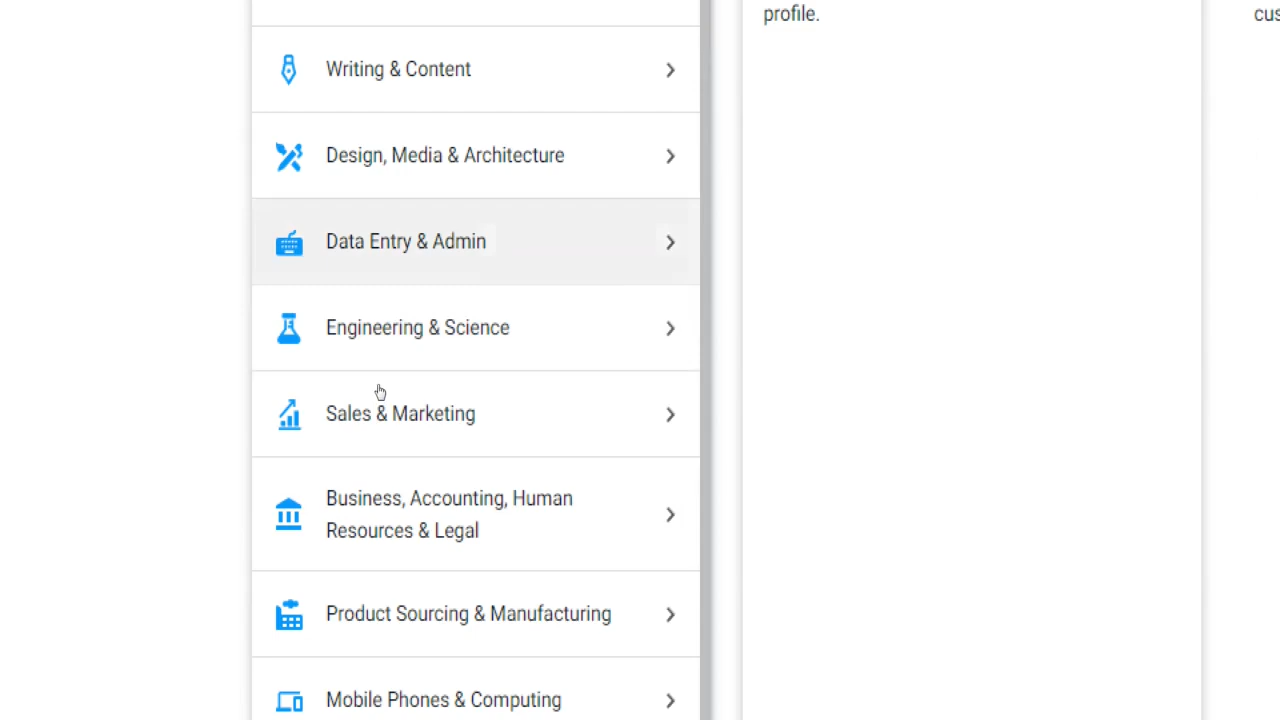 profile.
cus
Writing & Content
Design, Media & Architecture
Data Entry & Admin
Engineering & Science
Sales & Marketing
Business, Accounting, Human
Resources & Legal
Product Sourcing & Manufacturing
Mobile Phones & Computing